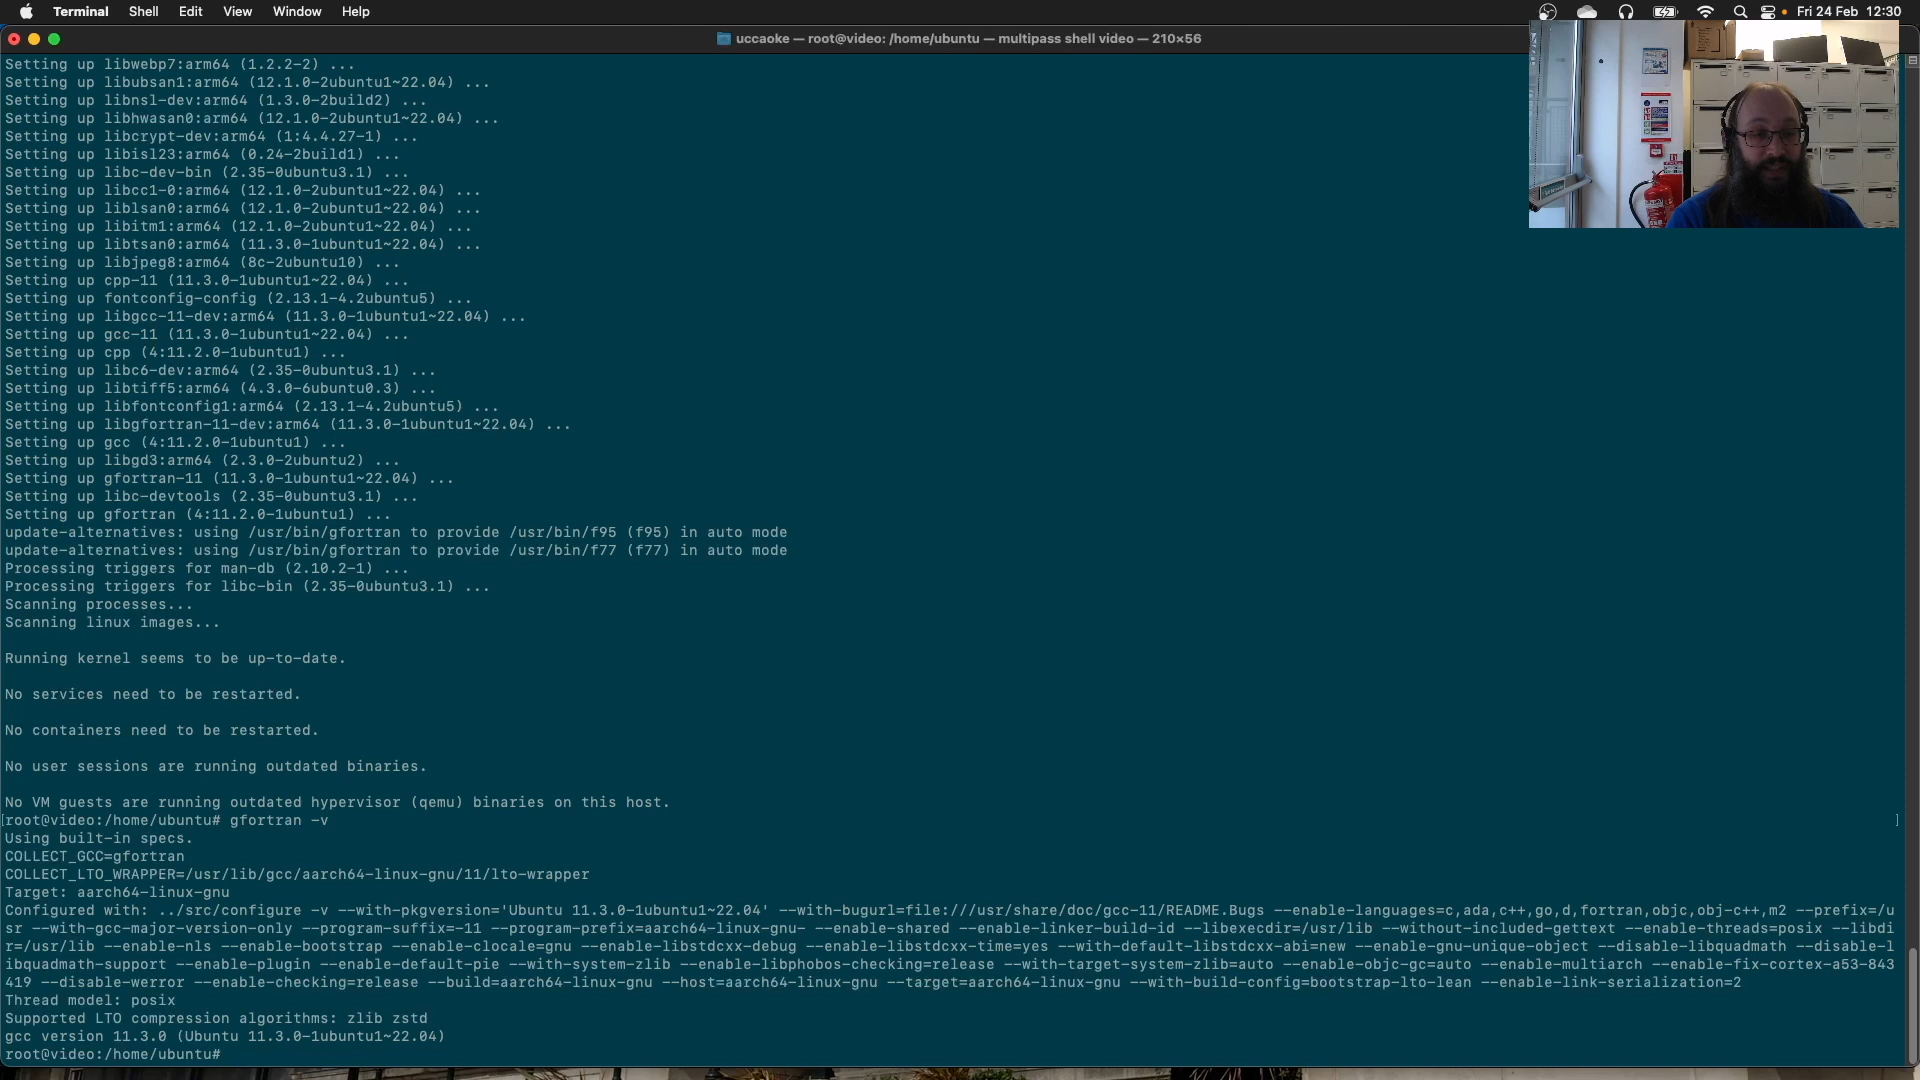 Terminal Shell Edit View Window Help Fri 24 Feb 12:30
uccaoke — root@video: /home/ubuntu — multipass shell video — 210×56
Setting up libwebp7:arm64 (1.2.2-2) ...
Setting up libubsan1:arm64 (12.1.0-2ubuntu1~22.04) ...
Setting up libnsl-dev:arm64 (1.3.0-2build2) ...
Setting up libhwasan0:arm64 (12.1.0-2ubuntu1~22.04) ...
Setting up libcrypt-dev:arm64 (1:4.4.27-1) ...
Setting up libisl23:arm64 (0.24-2build1) ...
Setting up libc-dev-bin (2.35-0ubuntu3.1) ...
Setting up libcc1-0:arm64 (12.1.0-2ubuntu1~22.04) ...
Setting up liblsan0:arm64 (12.1.0-2ubuntu1~22.04) ...
Setting up libitm1:arm64 (12.1.0-2ubuntu1~22.04) ...
Setting up libtsan0:arm64 (11.3.0-1ubuntu1~22.04) ...
Setting up libjpeg8:arm64 (8c-2ubuntu10) ...
Setting up cpp-11 (11.3.0-1ubuntu1~22.04) ...
Setting up fontconfig-config (2.13.1-4.2ubuntu5) ...
Setting up libgcc-11-dev:arm64 (11.3.0-1ubuntu1~22.04) ...
Setting up gcc-11 (11.3.0-1ubuntu1~22.04) ...
Setting up cpp (4:11.2.0-1ubuntu1) ...
Setting up libc6-dev:arm64 (2.35-0ubuntu3.1) ...
Setting up libtiff5:arm64 (4.3.0-6ubuntu0.3) ...
Setting up libfontconfig1:arm64 (2.13.1-4.2ubuntu5) ...
Setting up libgfortran-11-dev:arm64 (11.3.0-1ubuntu1~22.04) ...
Setting up gcc (4:11.2.0-1ubuntu1) ...
Setting up libgd3:arm64 (2.3.0-2ubuntu2) ...
Setting up gfortran-11 (11.3.0-1ubuntu1~22.04) ...
Setting up libc-devtools (2.35-0ubuntu3.1) ...
Setting up gfortran (4:11.2.0-1ubuntu1) ...
update-alternatives: using /usr/bin/gfortran to provide /usr/bin/f95 (f95) in auto mode
update-alternatives: using /usr/bin/gfortran to provide /usr/bin/f77 (f77) in auto mode
Processing triggers for man-db (2.10.2-1) ...
Processing triggers for libc-bin (2.35-0ubuntu3.1) ...
Scanning processes...
Scanning linux images...
Running kernel seems to be up-to-date.
No services need to be restarted.
No containers need to be restarted.
No user sessions are running outdated binaries.
No VM guests are running outdated hypervisor (qemu) binaries on this host.
[root@video:/home/ubuntu# gfortran -v ]
Using built-in specs.
COLLECT_GCC=gfortran
COLLECT_LTO_WRAPPER=/usr/lib/gcc/aarch64-linux-gnu/11/lto-wrapper
Target: aarch64-linux-gnu
Configured with: ../src/configure -v --with-pkgversion='Ubuntu 11.3.0-1ubuntu1~22.04' --with-bugurl=file:///usr/share/doc/gcc-11/README.Bugs --enable-languages=c,ada,c++,go,d,fortran,objc,obj-c++,m2 --prefix=/u
sr --with-gcc-major-version-only --program-suffix=-11 --program-prefix=aarch64-linux-gnu- --enable-shared --enable-linker-build-id --libexecdir=/usr/lib --without-included-gettext --enable-threads=posix --libdi
r=/usr/lib --enable-nls --enable-bootstrap --enable-clocale=gnu --enable-libstdcxx-debug --enable-libstdcxx-time=yes --with-default-libstdcxx-abi=new --enable-gnu-unique-object --disable-libquadmath --disable-l
ibquadmath-support --enable-plugin --enable-default-pie --with-system-zlib --enable-libphobos-checking=release --with-target-system-zlib=auto --enable-objc-gc=auto --enable-multiarch --enable-fix-cortex-a53-843
419 --disable-werror --enable-checking=release --build=aarch64-linux-gnu --host=aarch64-linux-gnu --target=aarch64-linux-gnu --with-build-config=bootstrap-lto-lean --enable-link-serialization=2
Thread model: posix
Supported LTO compression algorithms: zlib zstd
gcc version 11.3.0 (Ubuntu 11.3.0-1ubuntu1~22.04)
root@video:/home/ubuntu#